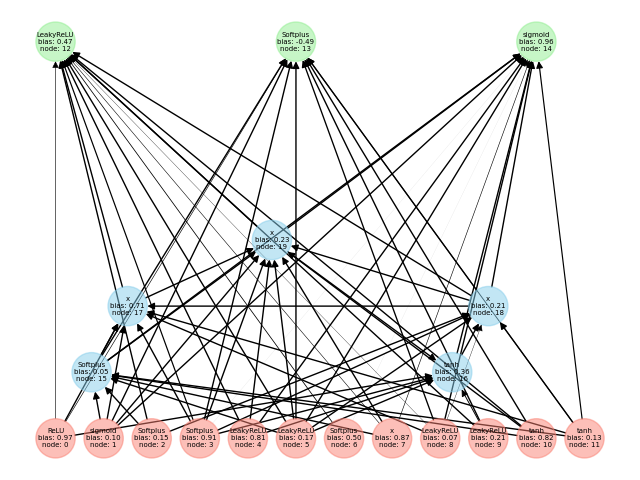 LeakyReLU
bias: 0.47
node: 12
Softplus
bias: -0.49
node: 13
sigmoid
bias: 0.96
node: 14
x
bias: 0.23
node: 19
x
bias: 0.71
node: 17
x
bias: 0.21
node: 18
Softplus
bias: 0.05
node: 15
tanh
bias: 0.36
node: 16
ReLU
bias: 0.97
node: 0
sigmoid
bias: 0.10
node: 1
Softplus
bias: 0.15
node: 2
Softplus
bias: 0.91
node: 3
LeakyReLU
bias: 0.81
node: 4
LeakyReLU
bias: 0.17
node: 5
Softplus
bias: 0.50
node: 6
x
bias: 0.87
node: 7
LeakyReLU
bias: 0.07
node: 8
LeakyReLU
bias: 0.21
node: 9
tanh
bias: 0.82
node: 10
tanh
bias: 0.13
node: 11